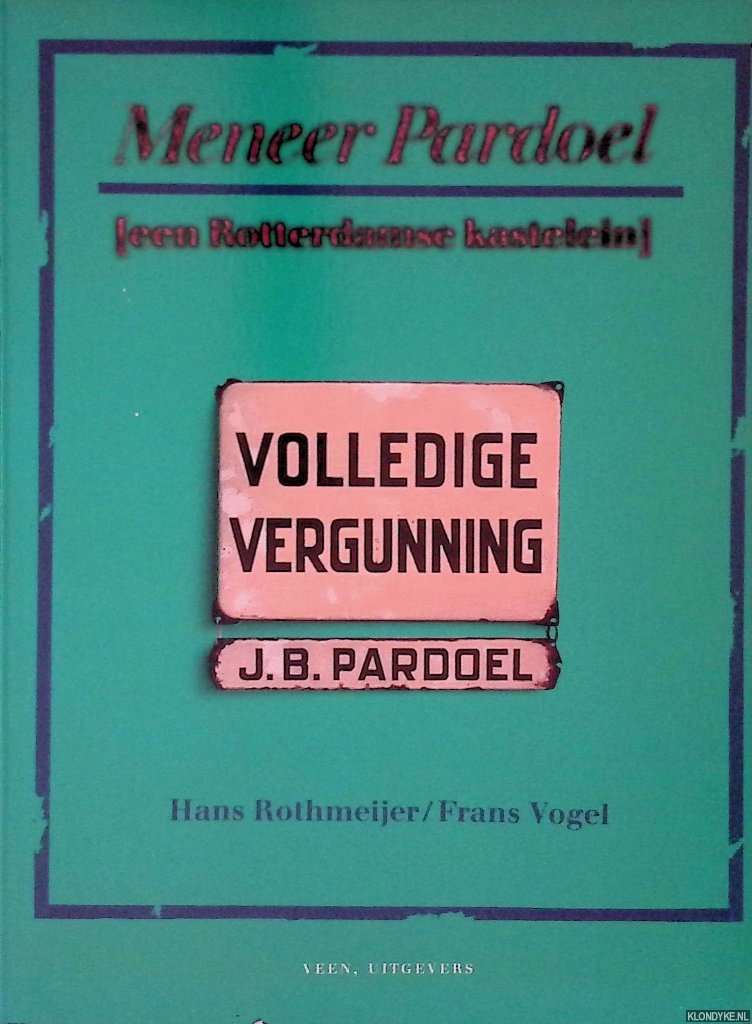 Meneer Pardoel
[een Rotterdamse kastelein]
VOLLEDIGE
VERGUNNING
J.B. PARDOEL
Hans Rothmeijer/Frans Vogel
VEEN, UITGEVERS
KLONDYKE.NL